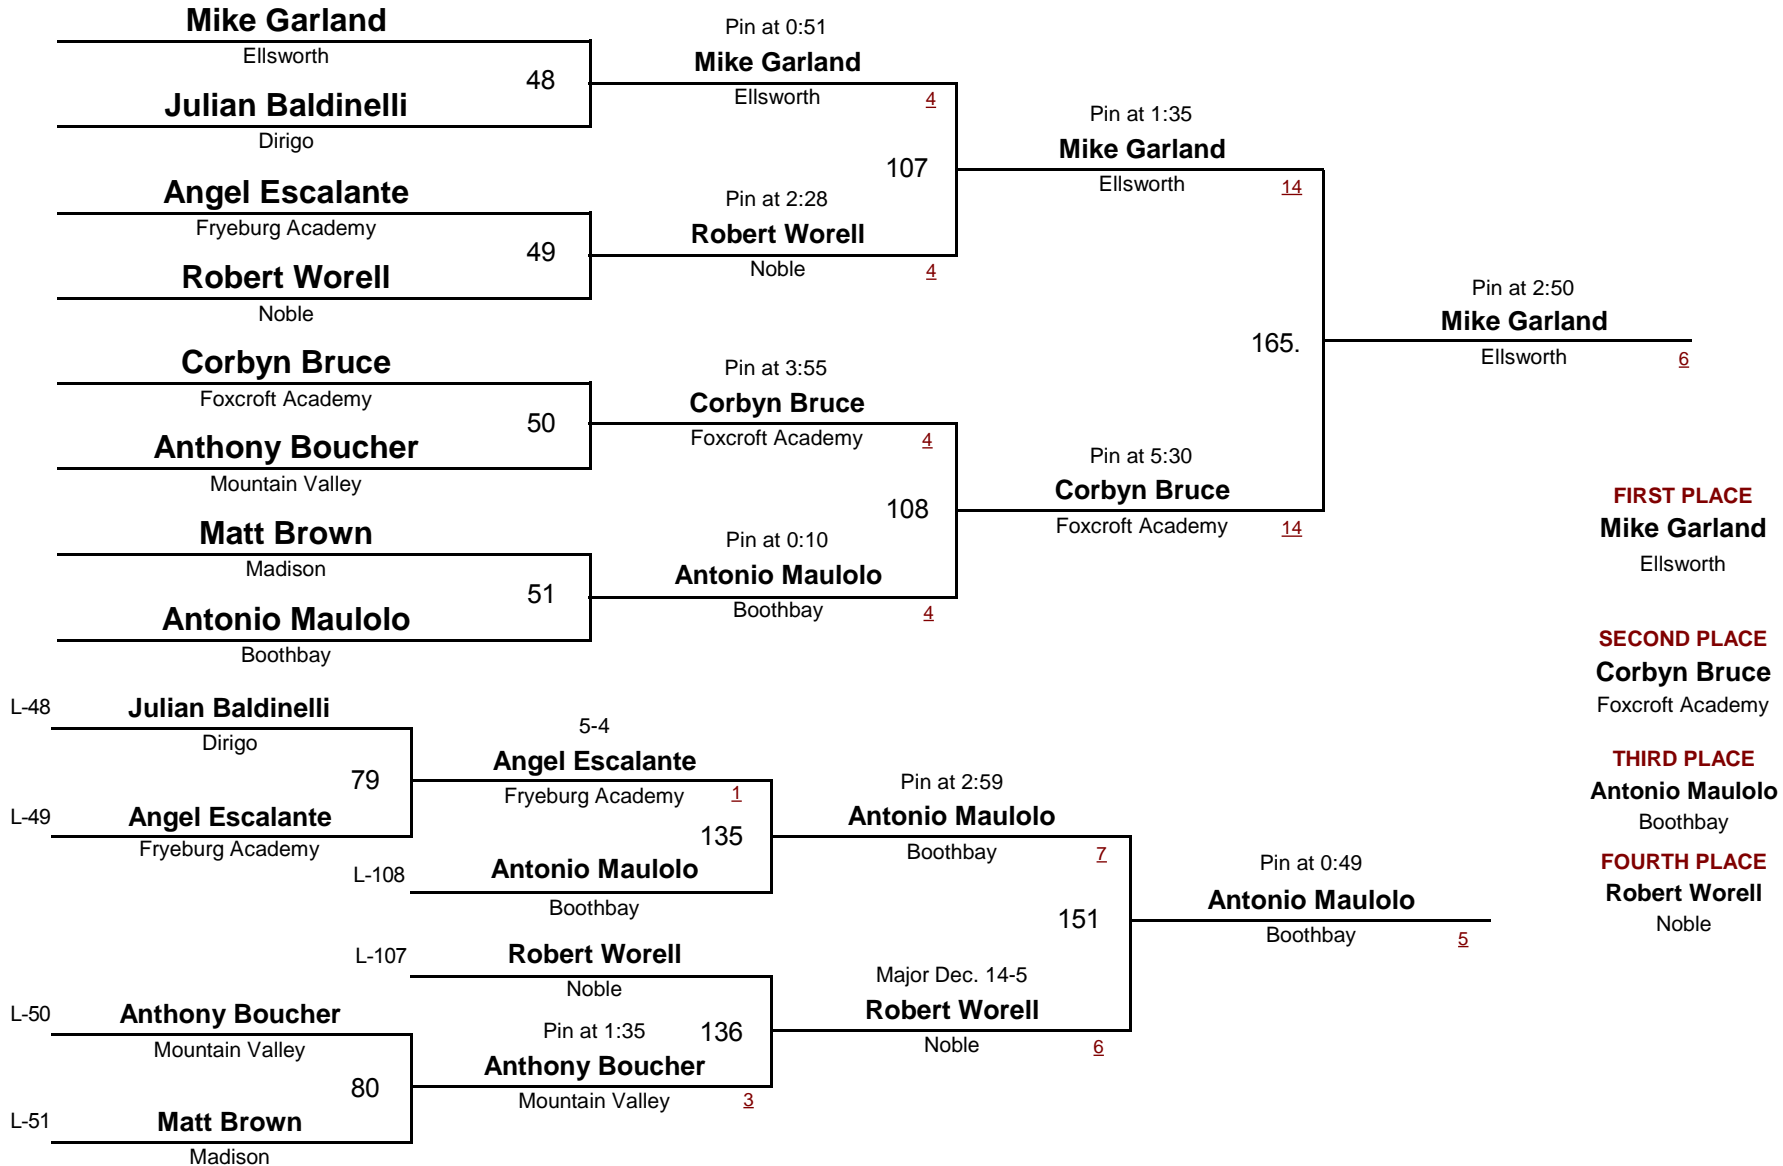 Mike Garland
Ellsworth
48
Julian Baldinelli
Dirigo
Angel Escalante
Fryeburg Academy
49
Robert Worell
Noble
Corbyn Bruce
Foxcroft Academy
50
Anthony Boucher
Mountain Valley
Matt Brown
Madison
51
Antonio Maulolo
Boothbay
Pin at 0:51
Mike Garland
Ellsworth 4
107
Pin at 2:28
Robert Worell
Noble 4
Pin at 3:55
Corbyn Bruce
Foxcroft Academy 4
108
Pin at 0:10
Antonio Maulolo
Boothbay 4
Pin at 1:35
Mike Garland
Ellsworth 14
165.
Pin at 5:30
Corbyn Bruce
Foxcroft Academy 14
Pin at 2:50
Mike Garland
Ellsworth 6
FIRST PLACE
Mike Garland
Ellsworth
SECOND PLACE
Corbyn Bruce
Foxcroft Academy
THIRD PLACE
Antonio Maulolo
Boothbay
FOURTH PLACE
Robert Worell
Noble
L-48 Julian Baldinelli
Dirigo
79
L-49 Angel Escalante
Fryeburg Academy
5-4
Angel Escalante
Fryeburg Academy 1
135
L-108 Antonio Maulolo
Boothbay
L-107 Robert Worell
Noble
136
L-50 Anthony Boucher
Mountain Valley
80
L-51 Matt Brown
Madison
Pin at 1:35
Anthony Boucher
Mountain Valley 3
Pin at 2:59
Antonio Maulolo
Boothbay 7
151
Major Dec. 14-5
Robert Worell
Noble 6
Pin at 0:49
Antonio Maulolo
Boothbay 5